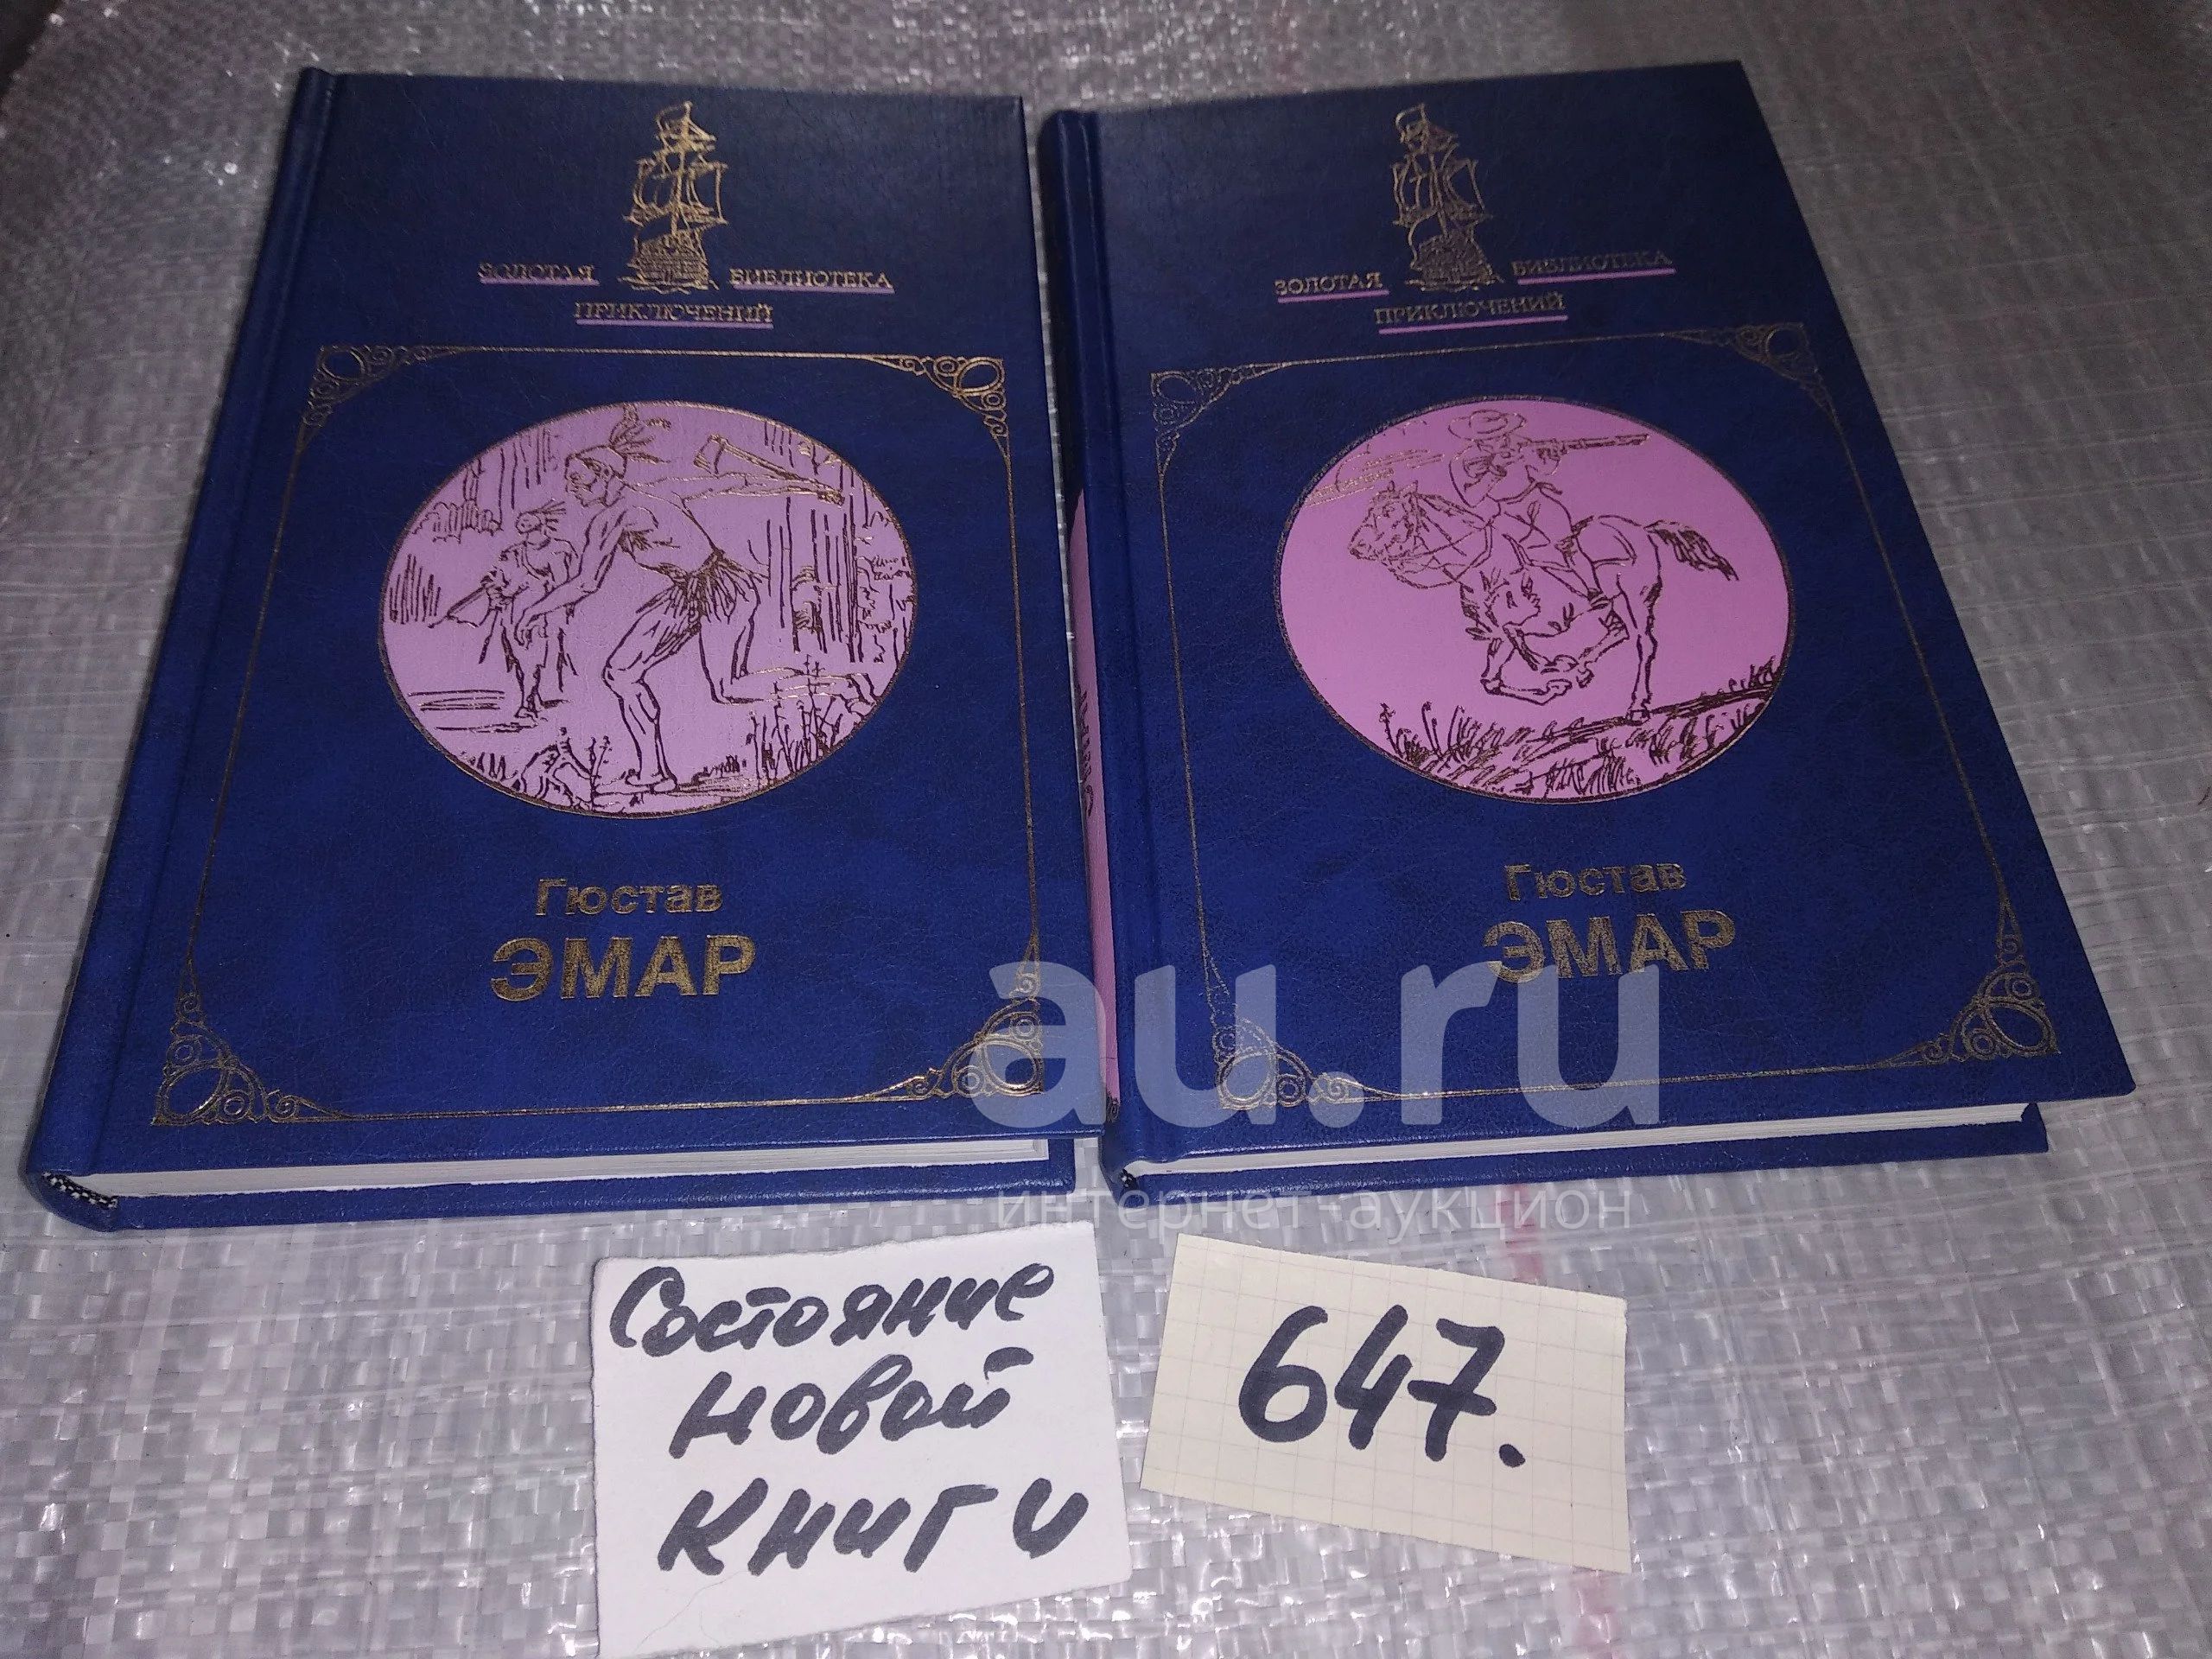 ЗОЛОТАЯ БИБЛИОТЕКА
ПРИКЛЮЧЕНИЙ
Гюстав
ЭМАР
ЗОЛОТАЯ БИБЛИОТЕКА
ПРИКЛЮЧЕНИЙ
Гюстав
ЭМАР
au.ru
интернет-аукцион
Состояние
новой
книги
647.